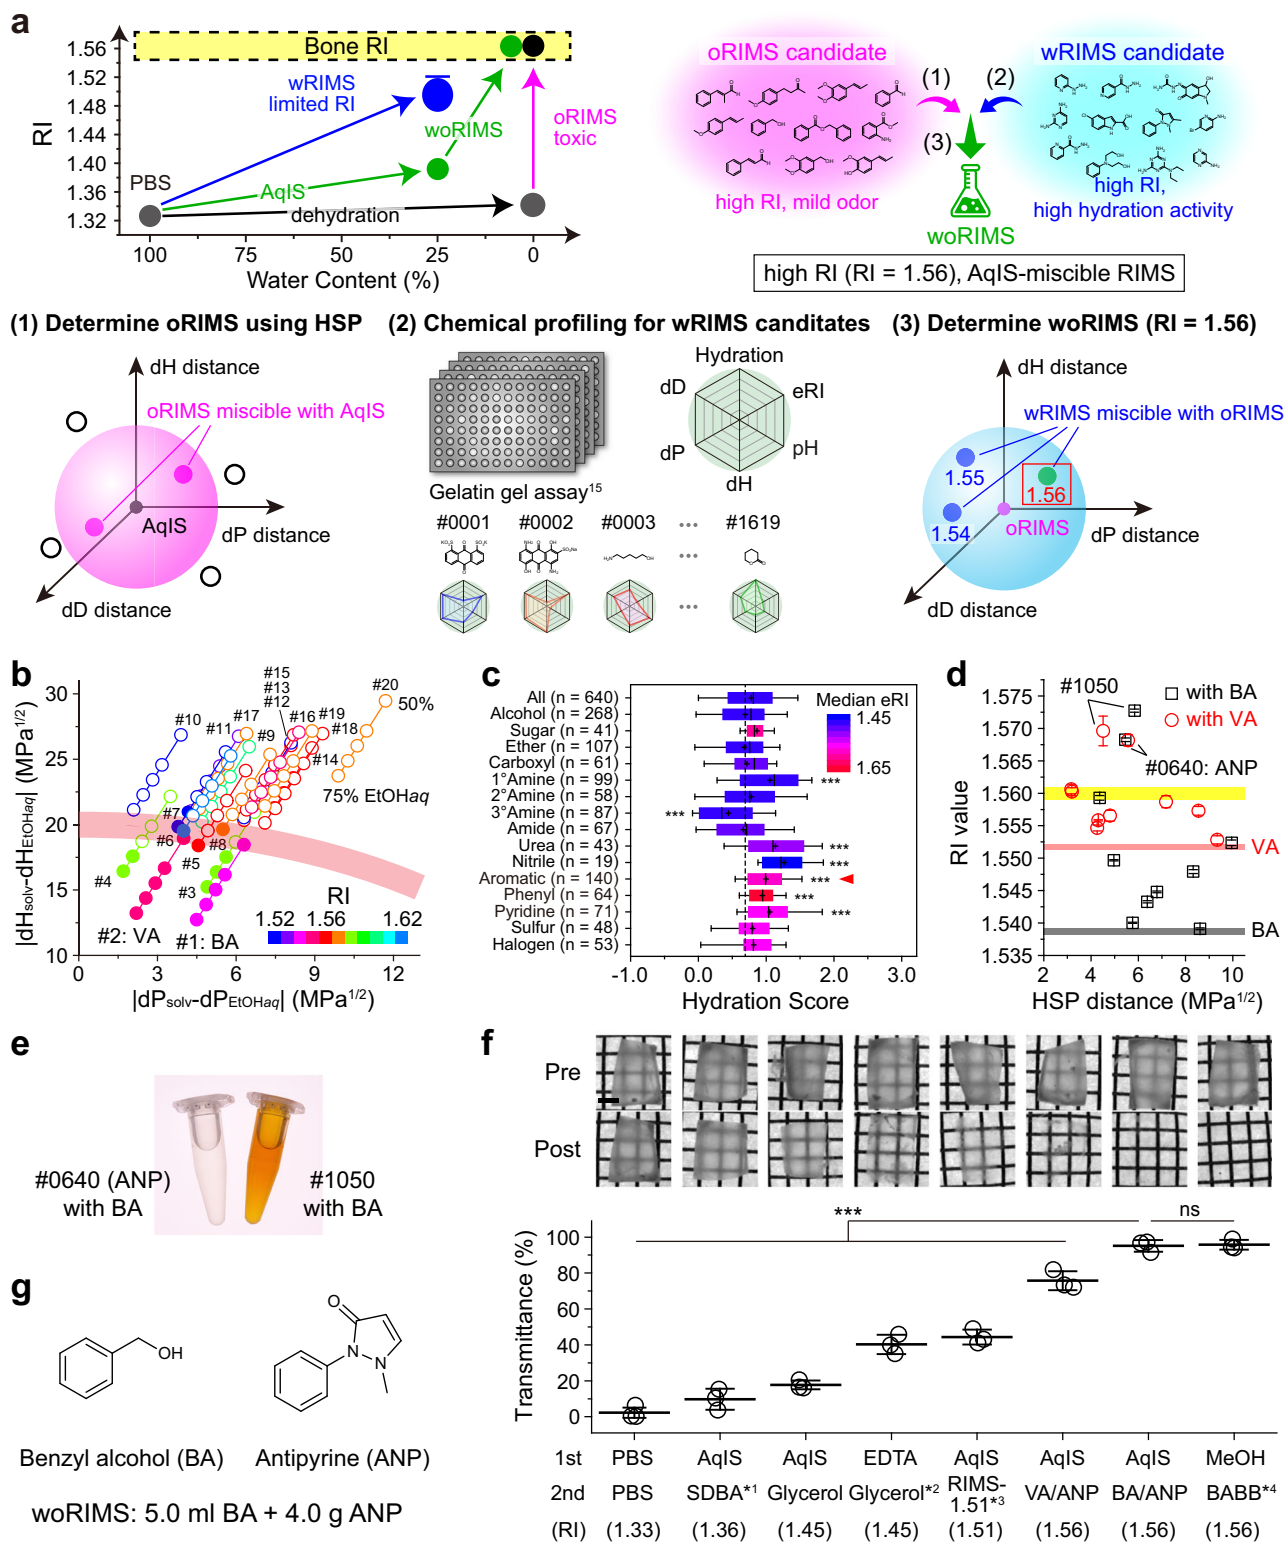 a
1.56
1.52
1.48
1.44
1.40
1.36
1.32
RI
Bone RI
wRIMS
limited RI
woRIMS
oRIMS
toxic
PBS
AqIS
dehydration
100
75
50
25
0
Water Content (%)
oRIMS candidate
wRIMS candidate
(1)
(2)
(3)
high RI, mild odor
high RI,
high hydration activity
woRIMS
high RI (RI = 1.56), AqIS-miscible RIMS
(1) Determine oRIMS using HSP
dH distance
oRIMS miscible with AqIS
AqIS
dP distance
dD distance
(2) Chemical profiling for wRIMS canditates
Hydration
dD
eRI
dP
pH
dH
Gelatin gel assay15
#0001
#0002
#0003
...
#1619
(3) Determine woRIMS (RI = 1.56)
dH distance
wRIMS miscible with oRIMS
1.55
1.56
1.54
oRIMS
dP distance
dD distance
b
30
25
20
15
10
|dHsolv-dHEtOHaq| (MPa1/2)
#10
#11
#17
#9
#15
#13
#12
#16
#19
#18
#14
#20
50%
75% EtOHaq
#7
#6
#8
#5
#4
#3
#2: VA
#1: BA
RI
1.52
1.56
1.62
0
3
6
9
12
|dPsolv-dPEtOHaq| (MPa1/2)
c
All (n = 640)
Alcohol (n = 268)
Sugar (n = 41)
Ether (n = 107)
Carboxyl (n = 61)
1°Amine (n = 99)
2°Amine (n = 58)
3°Amine (n = 87)
Amide (n = 67)
Urea (n = 43)
Nitrile (n = 19)
Aromatic (n = 140)
Phenyl (n = 64)
Pyridine (n = 71)
Sulfur (n = 48)
Halogen (n = 53)
Median eRI
1.45
1.65
***
***
***
***
***
***
***
-1.0
0.0
1.0
2.0
3.0
Hydration Score
d
1.575
1.570
1.565
1.560
1.555
1.550
1.545
1.540
1.535
RI value
#1050
with BA
with VA
#0640: ANP
VA
BA
2
4
6
8
10
HSP distance (MPa1/2)
e
#0640 (ANP)
with BA
#1050
with BA
f
Pre
Post
***
ns
100
80
60
40
20
0
Transmittance (%)
1st PBS AqIS AqIS EDTA AqIS AqIS AqIS MeOH
2nd PBS SDBA*1 Glycerol Glycerol*2 RIMS-1.51*3 VA/ANP BA/ANP BABB*4
(RI) (1.33) (1.36) (1.45) (1.45) (1.51) (1.56) (1.56) (1.56)
g
OH
O
N
N
Benzyl alcohol (BA)
Antipyrine (ANP)
woRIMS: 5.0 ml BA + 4.0 g ANP